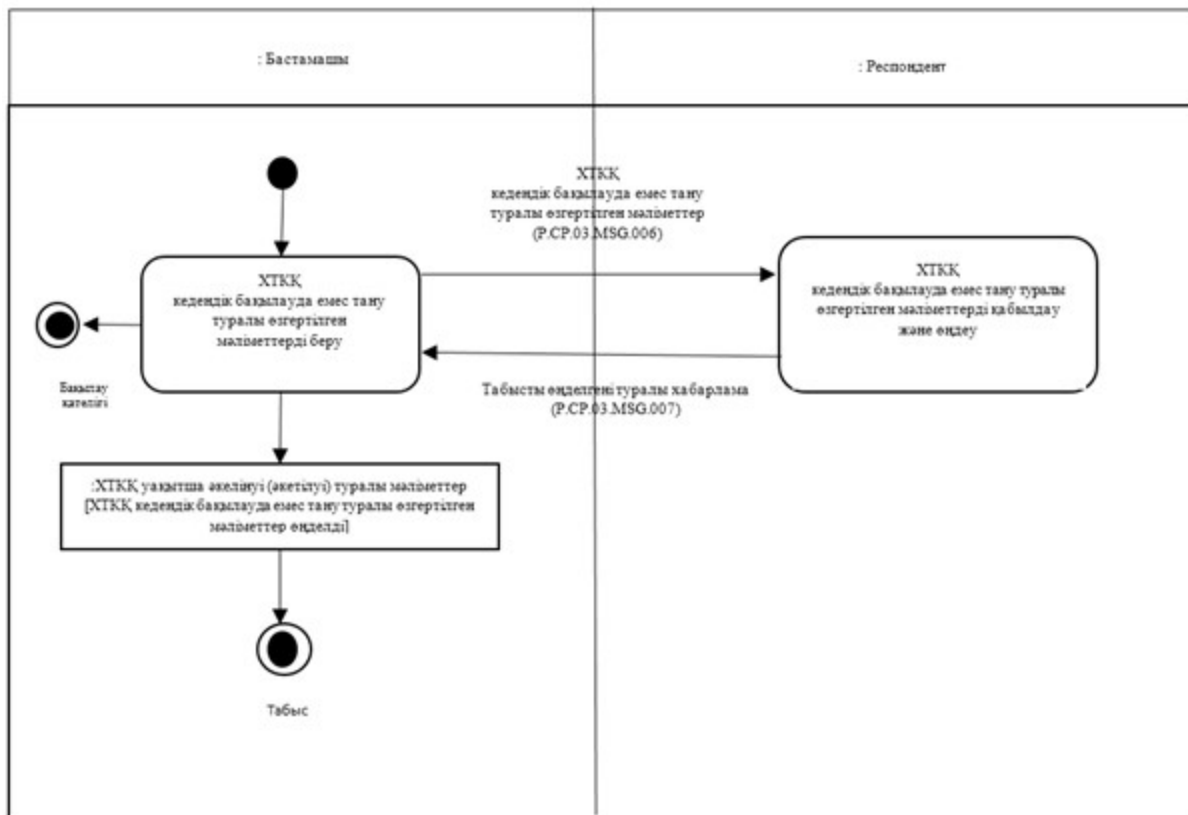 : Бастамашы
: Респондент
ХТКҚ
кедендік бақылауда емес тану
туралы өзгертілген мәліметтер
(P.CP.03.MSG.006)
ХТКҚ
кедендік бақылауда емес тану
туралы өзгертілген
мәліметтерді беру
ХТКҚ
кедендік бақылауда емес тану туралы
өзгертілген мәліметтерді қабылдау
және өңдеу
Бақылау
қателігі
Табысты өңделгені туралы хабарлама
(P.CP.03.MSG.007)
:ХТКҚ уақытша әкелінуі (әкетілуі) туралы мәліметтер
[ХТКҚ кедендік бақылауда емес тану туралы өзгертілген
мәліметтер өңделді]
Табыс